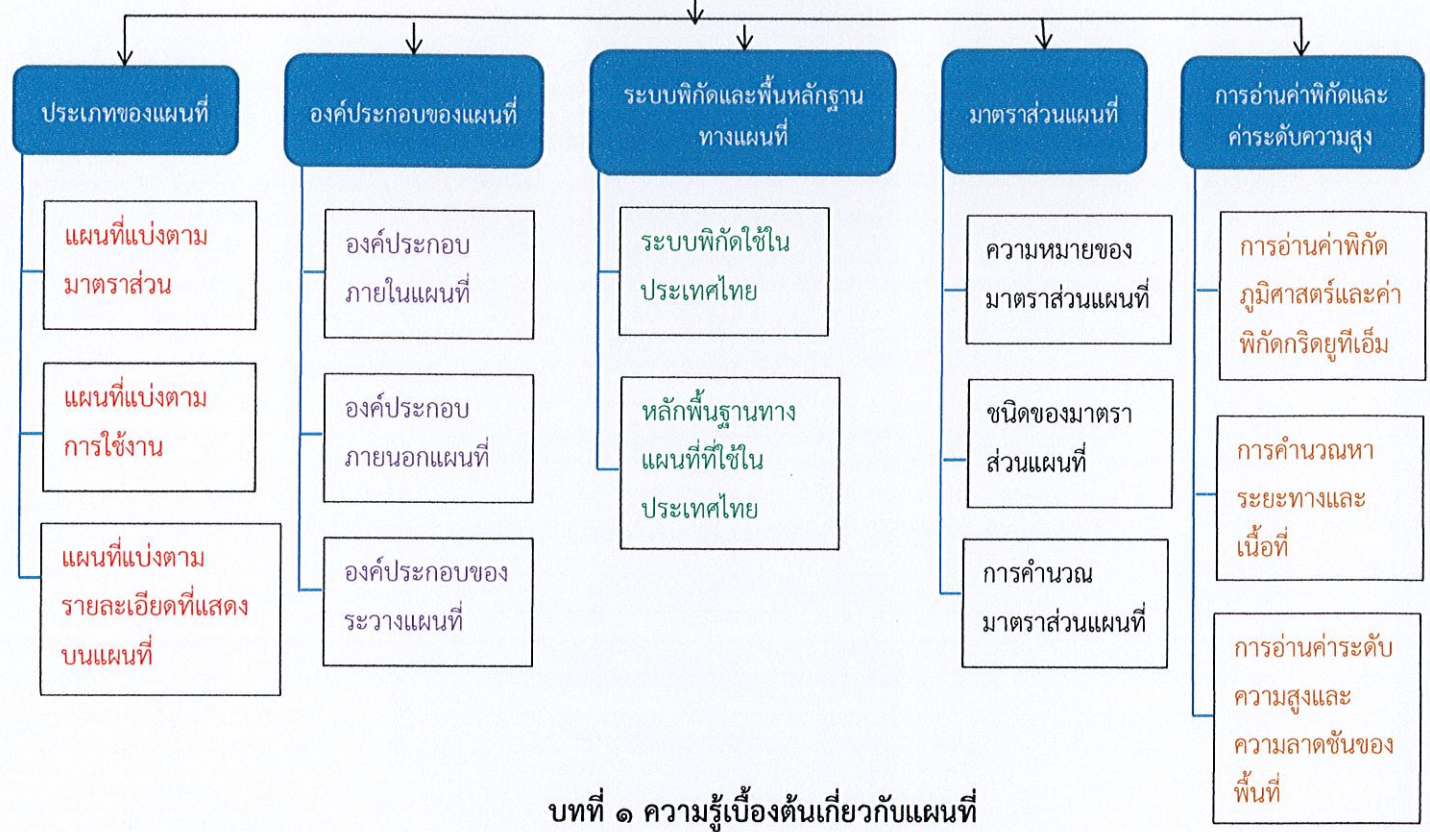 ประเภทของแผนที่
แผนที่แบ่งตาม
มาตราส่วน
แผนที่แบ่งตาม
การใช้งาน
แผนที่แบ่งตาม
รายละเอียดที่แสดง
บนแผนที่
องค์ประกอบของแผนที่
องค์ประกอบ
ภายในแผนที่
องค์ประกอบ
ภายนอกแผนที่
องค์ประกอบของ
ระวางแผนที่
ระบบพิกัดและพื้นหลักฐาน
ทางแผนที่
ระบบพิกัดใช้ใน
ประเทศไทย
หลักพื้นฐานทาง
แผนที่ที่ใช้ใน
ประเทศไทย
มาตราส่วนแผนที่
ความหมายของ
มาตราส่วนแผนที่
ชนิดของมาตรา
ส่วนแผนที่
การคำนวณ
มาตราส่วนแผนที่
การอ่านค่าพิกัดและ
ค่าระดับความสูง
การอ่านค่าพิกัด
ภูมิศาสตร์และค่า
พิกัดกริดยูทีเอ็ม
การคำนวณหา
ระยะทางและ
เนื้อที่
การอ่านค่าระดับ
ความสูงและ
ความลาดชันของ
พื้นที่
บทที่ ๑ ความรู้เบื้องต้นเกี่ยวกับแผนที่